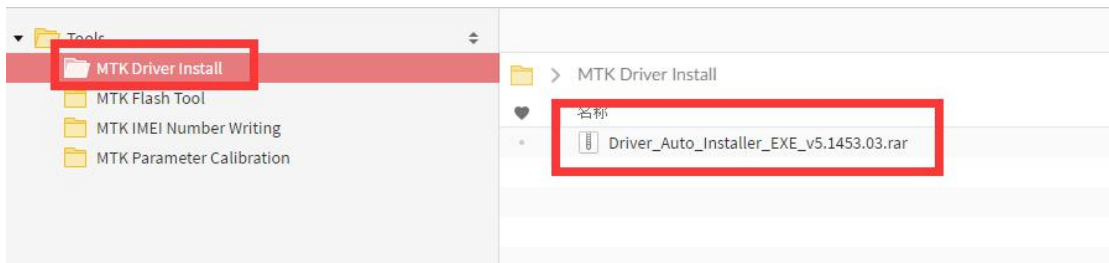 Tools
MTK Driver Install
MTK Flash Tool
MTK IMEI Number Writing
MTK Parameter Calibration
> MTK Driver Install
名称
Driver_Auto_Installer_EXE_v5.1453.03.rar